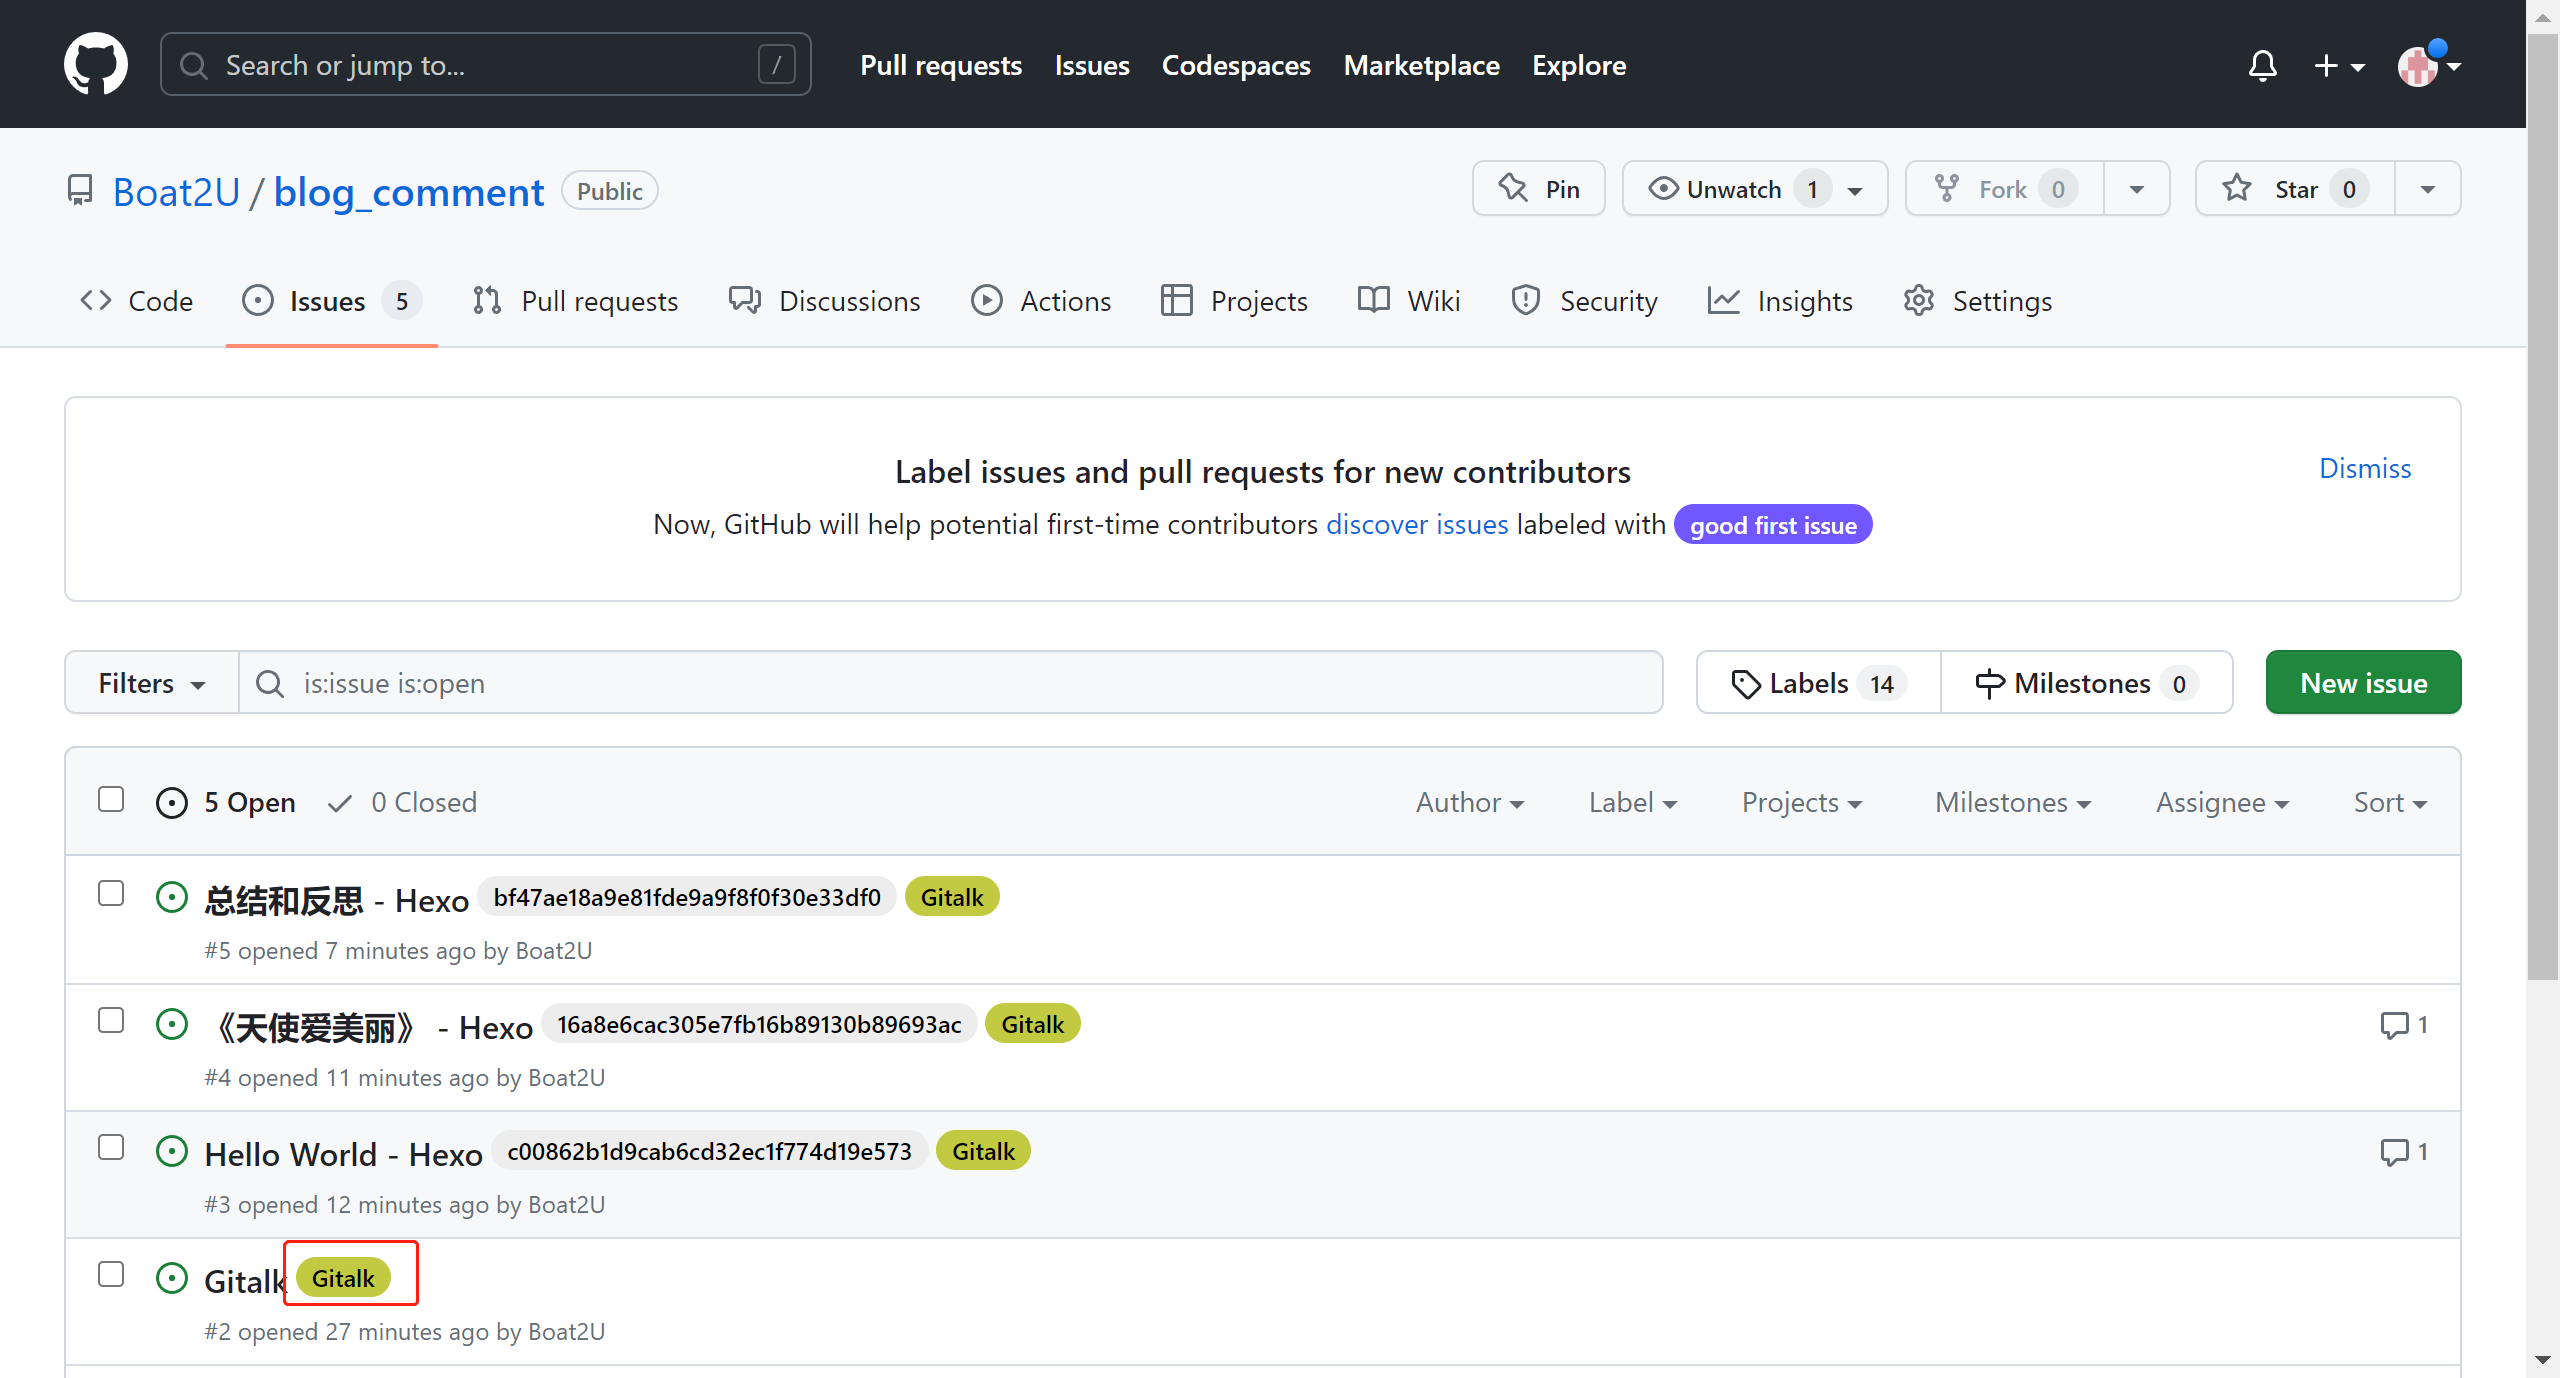 Search or jump to... / Pull requests Issues Codespaces Marketplace Explore
Boat2U / blog_comment Public Pin Unwatch 1 Fork 0 Star 0
Code Issues 5 Pull requests Discussions Actions Projects Wiki Security Insights Settings
Label issues and pull requests for new contributors
Dismiss
Now, GitHub will help potential first-time contributors discover issues labeled with good first issue
Filters is:issue is:open Labels 14 Milestones 0 New issue
5 Open 0 Closed Author Label Projects Milestones Assignee Sort
总结和反思 - Hexo bf47ae18a9e81fde9a9f8f0f30e33df0 Gitalk
#5 opened 7 minutes ago by Boat2U
《天使爱美丽》 - Hexo 16a8e6cac305e7fb16b89130b89693ac Gitalk 1
#4 opened 11 minutes ago by Boat2U
Hello World - Hexo c00862b1d9cab6cd32ec1f774d19e573 Gitalk 1
#3 opened 12 minutes ago by Boat2U
Gitalk Gitalk
#2 opened 27 minutes ago by Boat2U